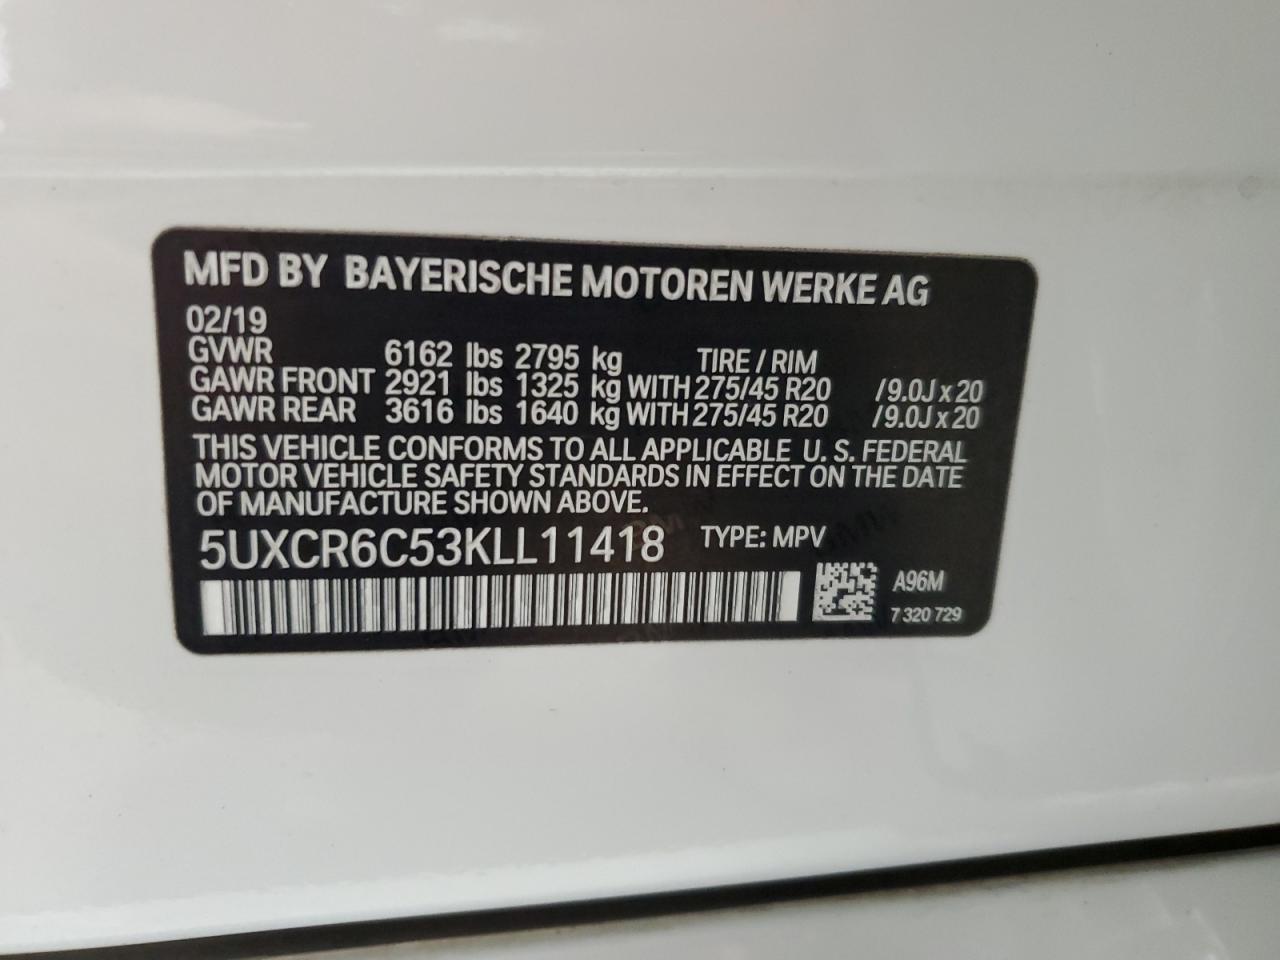 MFD BY BAYERISCHE MOTOREN WERKE AG
02/19
GVWR 6162 lbs 2795 kg TIRE / RIM
GAWR FRONT 2921 lbs 1325 kg WITH 275/45 R20 /9.0J x 20
GAWR REAR 3616 lbs 1640 kg WITH 275/45 R20 /9.0J x 20
THIS VEHICLE CONFORMS TO ALL APPLICABLE U. S. FEDERAL
MOTOR VEHICLE SAFETY STANDARDS IN EFFECT ON THE DATE
OF MANUFACTURE SHOWN ABOVE.
5UXCR6C53KLL11418 TYPE: MPV
A96M
7 320 729